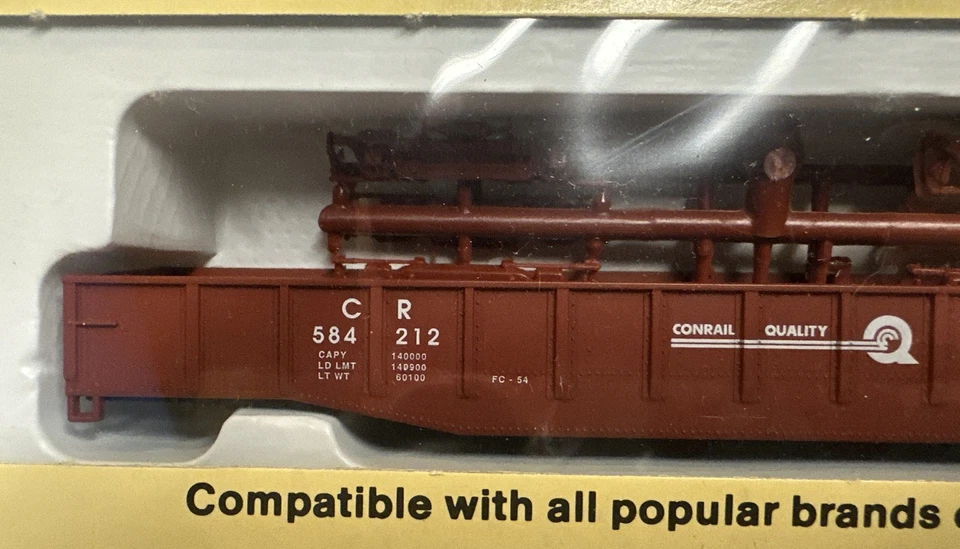 C R
584 212
CAPY 140000
LD LMT 149900
LT WT 60100
FC - 54
CONRAIL QUALITY
Compatible with all popular brands